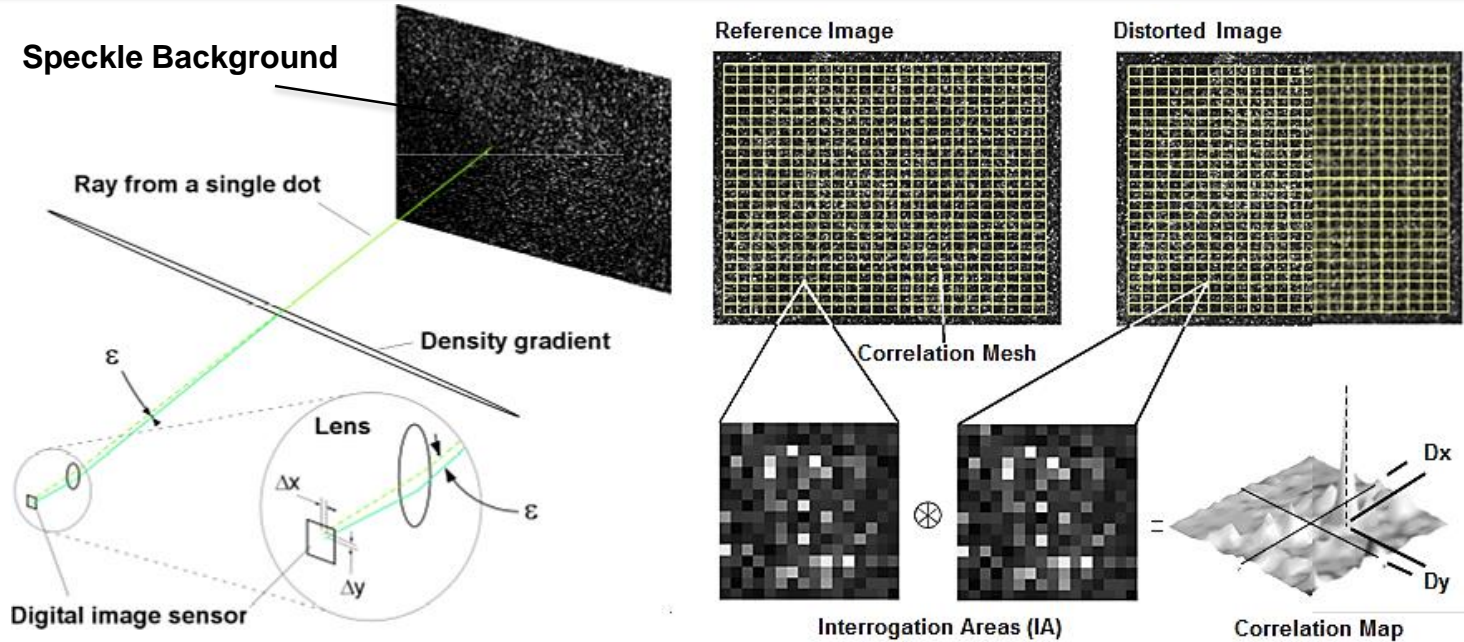 Speckle Background
Ray from a single dot
Density gradient
ε
Lens
Δx
ε
Δy
Digital image sensor
Reference Image
Distorted Image
Correlation Mesh
=
Dx
Dy
Interrogation Areas (IA)
Correlation Map